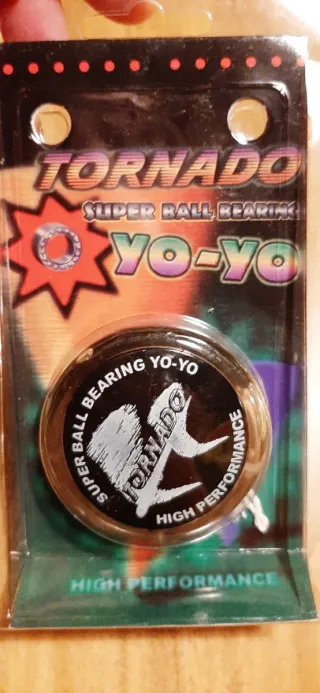 TORNADO
SUPER BALL BEARING
YO-YO
SUPER BALL BEARING YO-YO
TORNADO
HIGH PERFORMANCE
HIGH PERFORMANCE